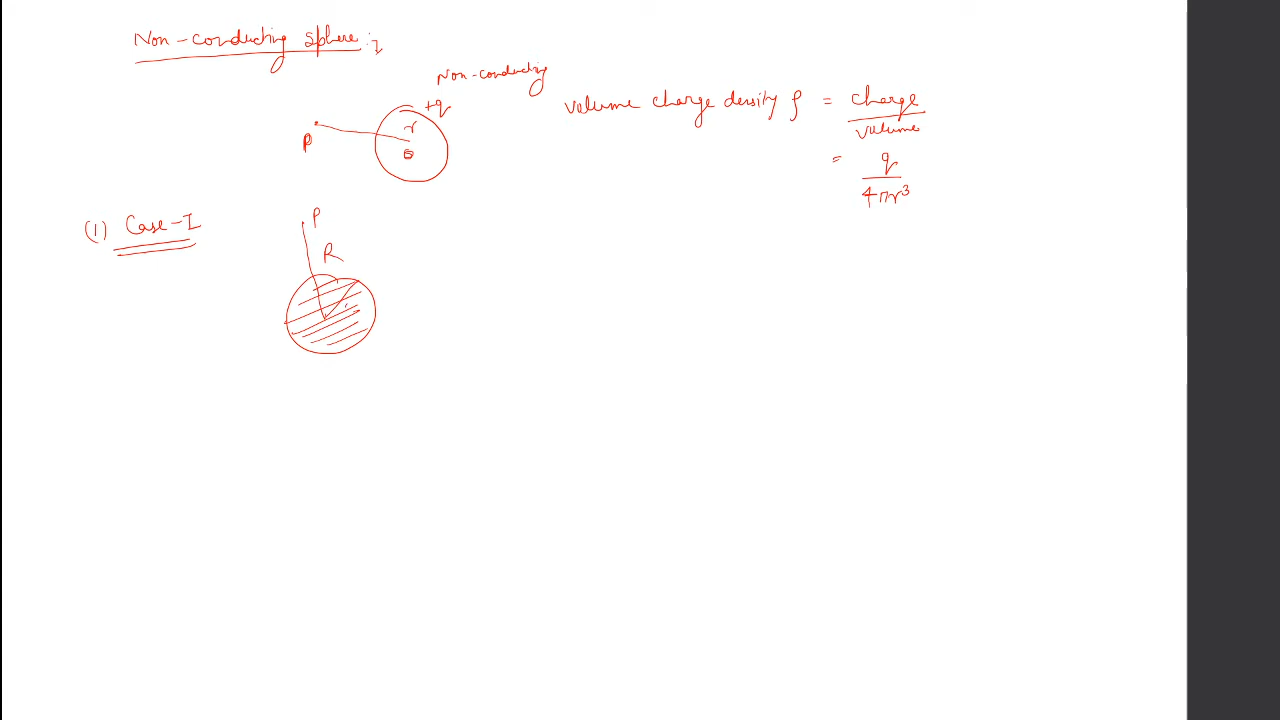 Non-conducting sphere :-
Non-conducting
+q
r
P
O
volume charge density ρ = charge / volume
= q / 4πr³
(1) Case-I
P
R